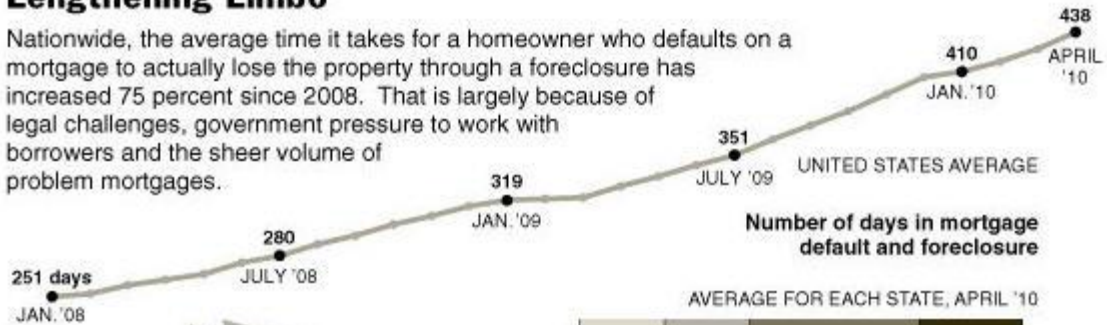 Lengthening Limbo
Nationwide, the average time it takes for a homeowner who defaults on a
mortgage to actually lose the property through a foreclosure has
increased 75 percent since 2008. That is largely because of
legal challenges, government pressure to work with
borrowers and the sheer volume of
problem mortgages.
438
APRIL
'10
410
JAN.'10
351
JULY '09
UNITED STATES AVERAGE
319
JAN.'09
Number of days in mortgage
default and foreclosure
280
JULY '08
251 days
JAN.'08
AVERAGE FOR EACH STATE, APRIL '10